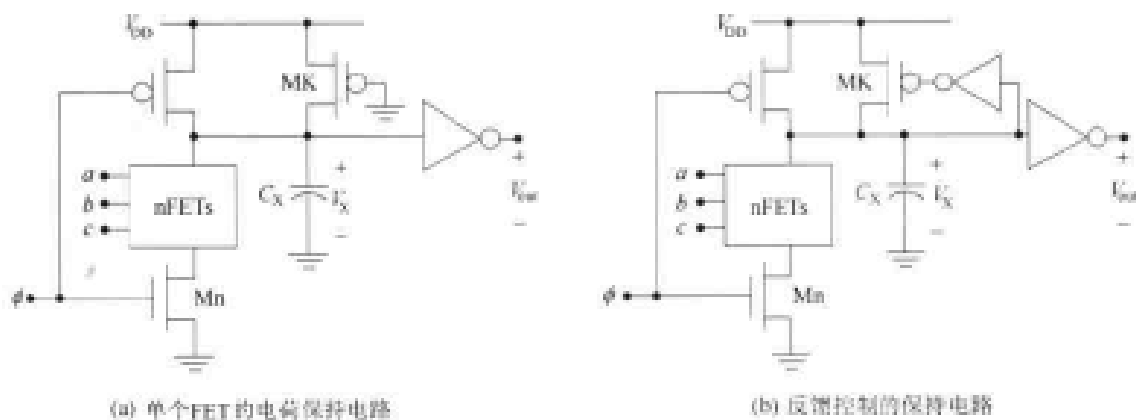 V_DD
MK
a
b
c
nFETs
C_X
+
V_X
−
+
V_out
−
ϕ
Mn
(a) 单个FET的电荷保持电路
V_DD
MK
a
b
c
nFETs
C_X
+
V_X
−
+
V_out
−
ϕ
Mn
(b) 反馈控制的保持电路